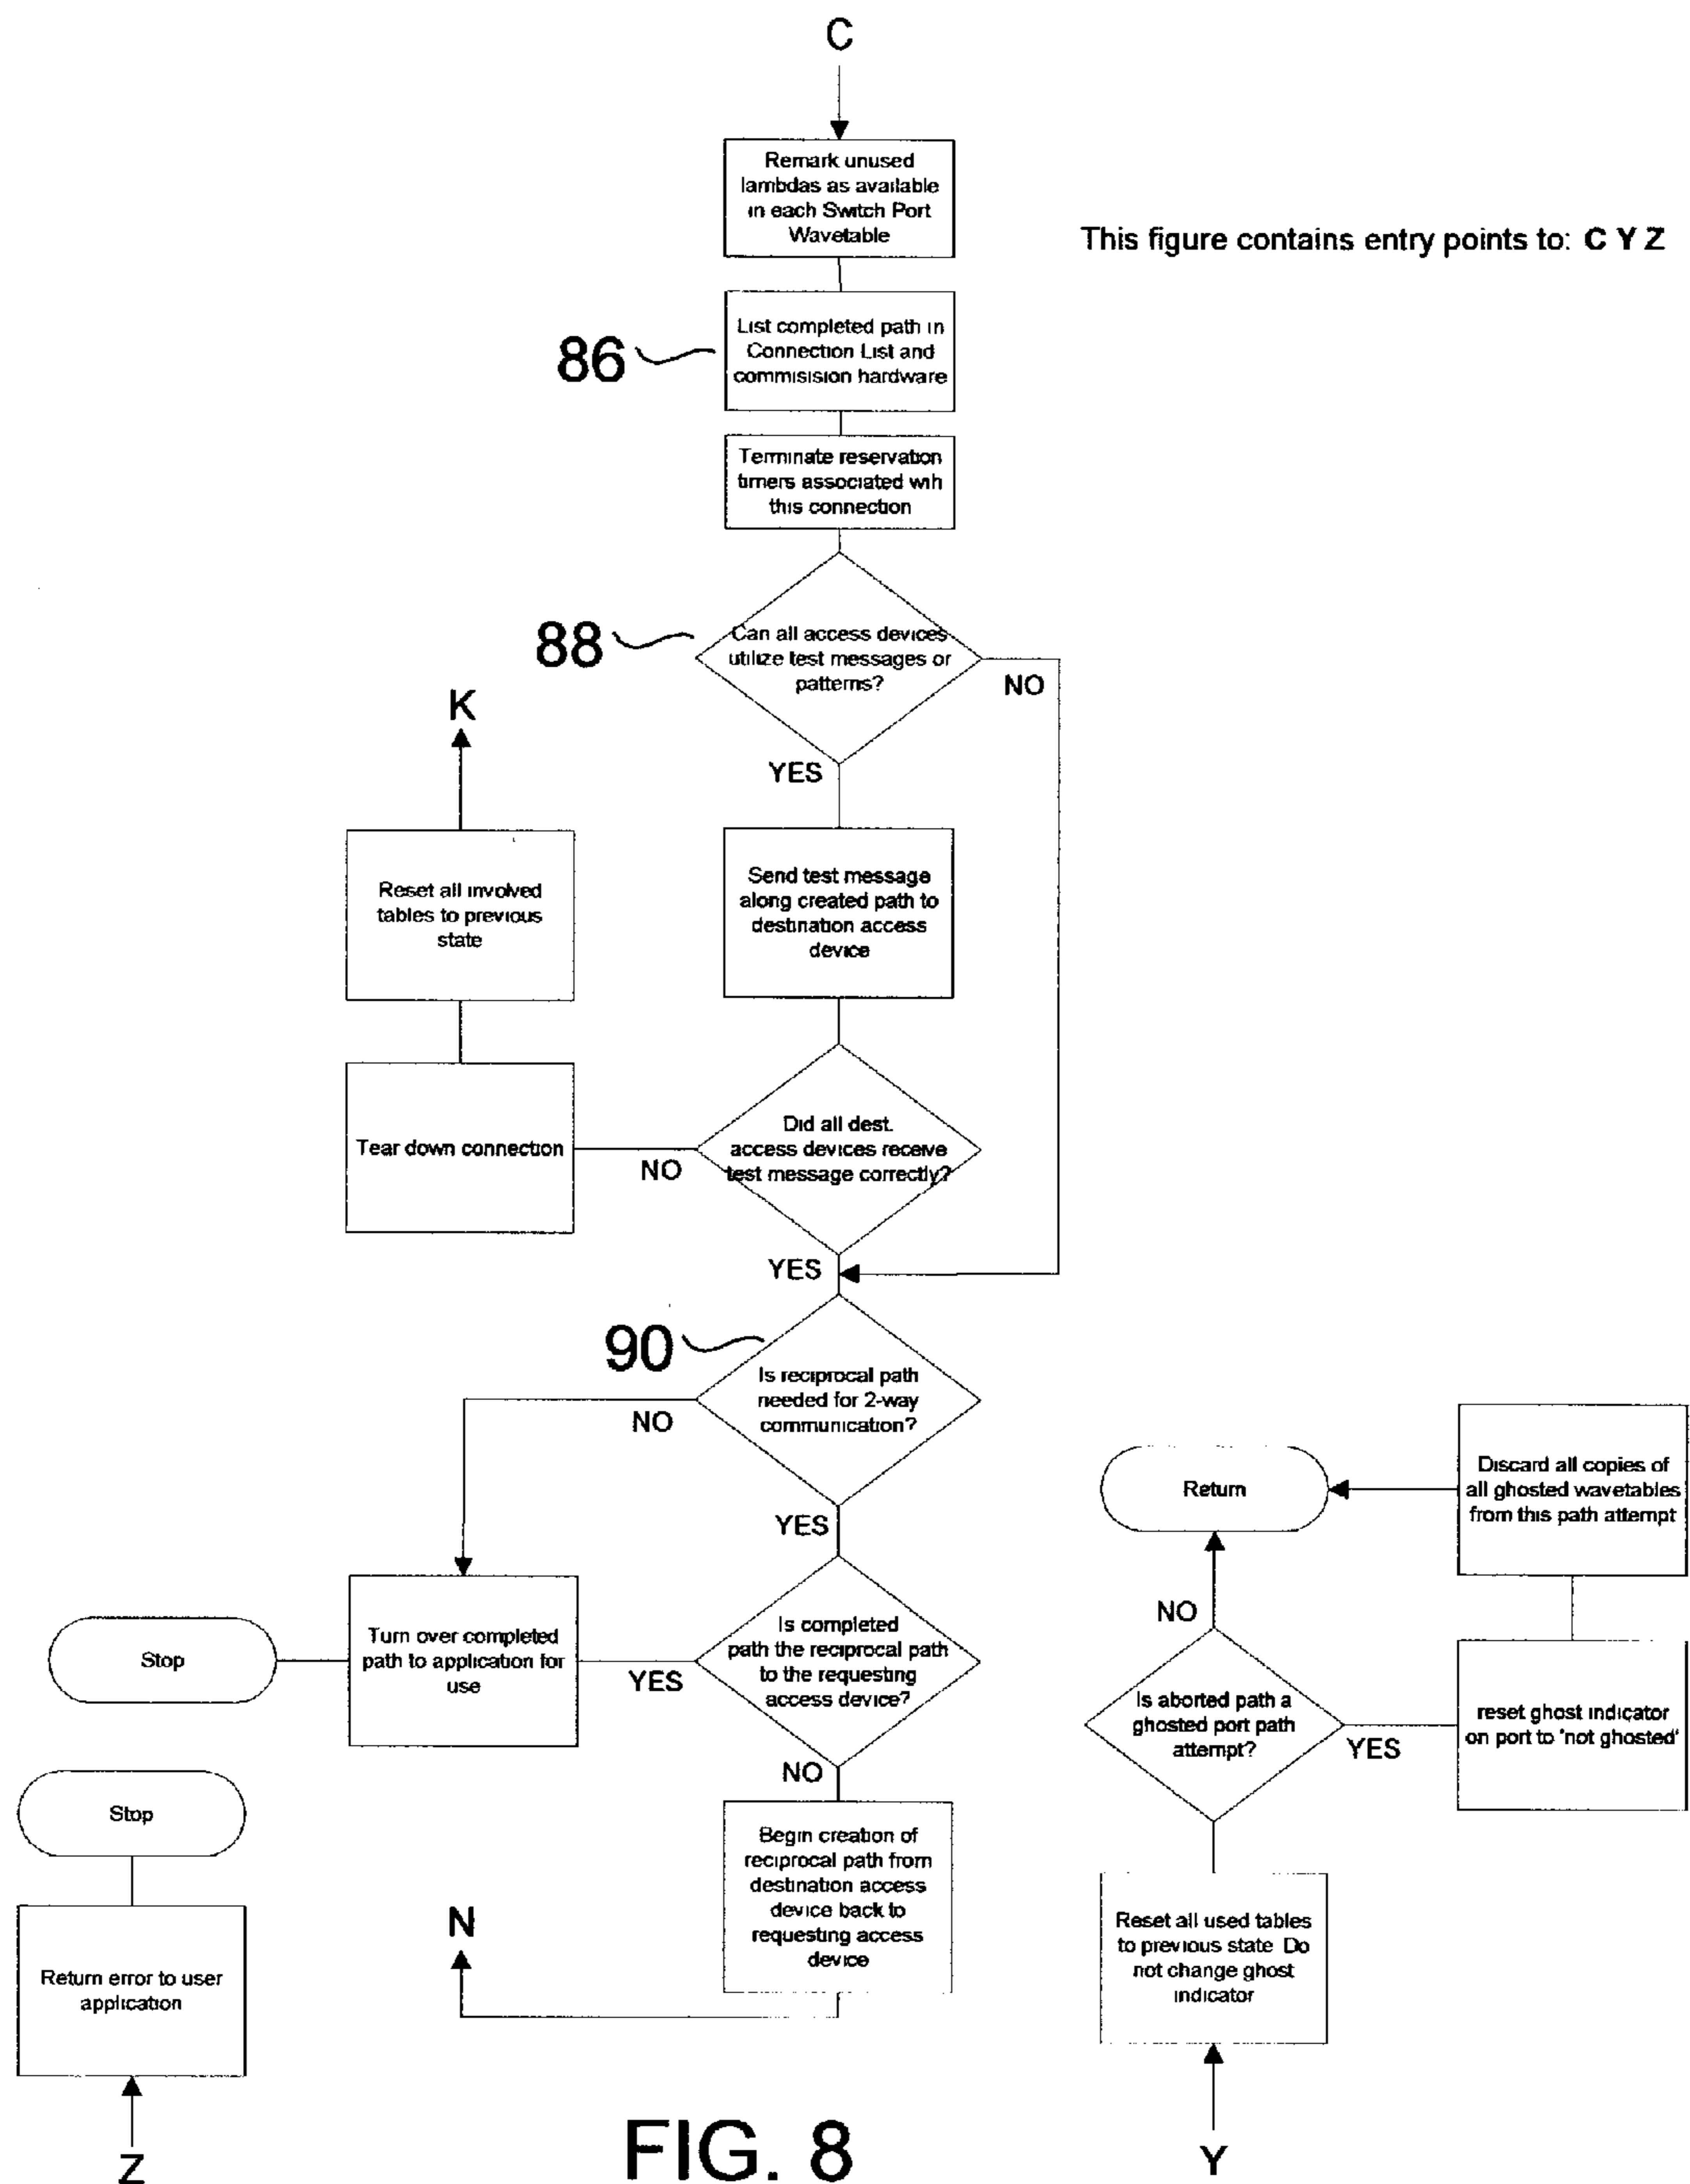 C
Remark unused
lambdas as available
in each Switch Port
Wavetable
This figure contains entry points to: C Y Z
86
List completed path in
Connection List and
commisision hardware
Terminate reservation
timers associated wih
this connection
88
Can all access devices
utilize test messages or
patterns?
NO
YES
K
Reset all involved
tables to previous
state
Send test message
along created path to
destination access
device
Tear down connection
NO
Did all dest.
access devices receive
test message correctly?
YES
90
Is reciprocal path
needed for 2-way
communication?
NO
YES
Return
Discard all copies of
all ghosted wavetables
from this path attempt
Stop
Turn over completed
path to application for
use
YES
Is completed
path the reciprocal path
to the requesting
access device?
NO
NO
Is aborted path a
ghosted port path
attempt?
YES
reset ghost indicator
on port to 'not ghosted'
Stop
Return error to user
application
Z
N
Begin creation of
reciprocal path from
destination access
device back to
requesting access
device
Reset all used tables
to previous state Do
not change ghost
indicator
Y
FIG. 8